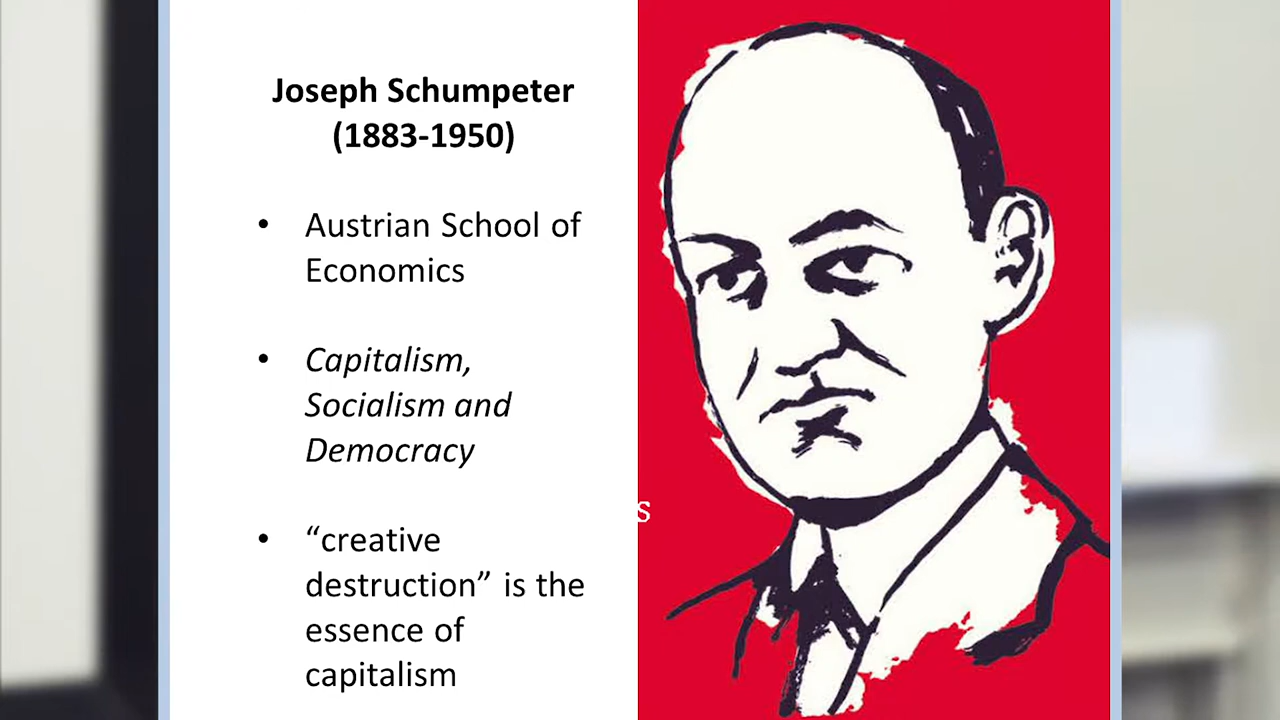 Joseph Schumpeter
(1883-1950)
• Austrian School of
Economics
• Capitalism,
Socialism and
Democracy
s
• “creative
destruction” is the
essence of
capitalism